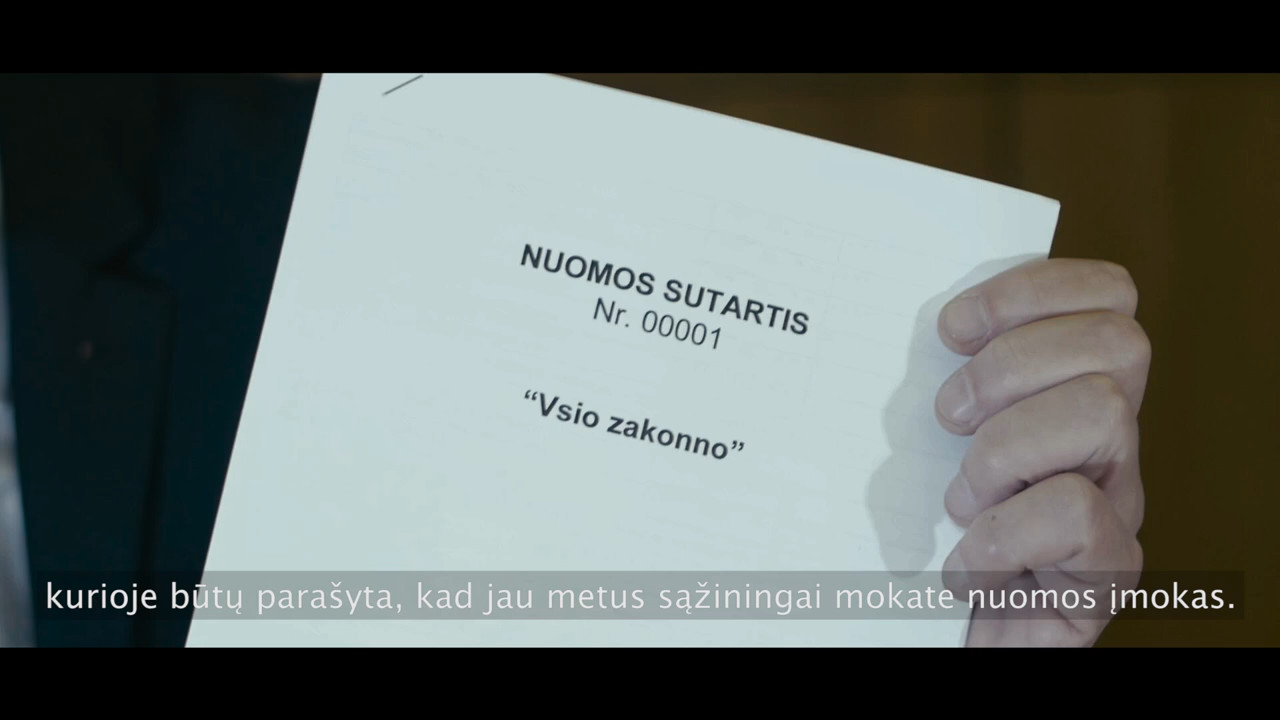 NUOMOS SUTARTIS
Nr. 00001
“Vsio zakonno”
kurioje būtų parašyta, kad jau metus sąžiningai mokate nuomos įmokas.